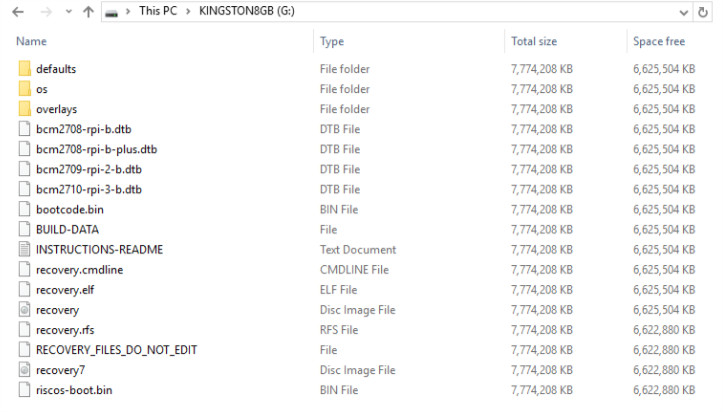 This PC > KINGSTON8GB (G:)
Name Type Total size Space free
defaults File folder 7,774,208 KB 6,625,504 KB
os File folder 7,774,208 KB 6,625,504 KB
overlays File folder 7,774,208 KB 6,625,504 KB
bcm2708-rpi-b.dtb DTB File 7,774,208 KB 6,625,504 KB
bcm2708-rpi-b-plus.dtb DTB File 7,774,208 KB 6,625,504 KB
bcm2709-rpi-2-b.dtb DTB File 7,774,208 KB 6,625,504 KB
bcm2710-rpi-3-b.dtb DTB File 7,774,208 KB 6,625,504 KB
bootcode.bin BIN File 7,774,208 KB 6,625,504 KB
BUILD-DATA File 7,774,208 KB 6,625,504 KB
INSTRUCTIONS-README Text Document 7,774,208 KB 6,625,504 KB
recovery.cmdline CMDLINE File 7,774,208 KB 6,625,504 KB
recovery.elf ELF File 7,774,208 KB 6,625,504 KB
recovery Disc Image File 7,774,208 KB 6,625,504 KB
recovery.rfs RFS File 7,774,208 KB 6,622,880 KB
RECOVERY_FILES_DO_NOT_EDIT File 7,774,208 KB 6,622,880 KB
recovery7 Disc Image File 7,774,208 KB 6,622,880 KB
riscos-boot.bin BIN File 7,774,208 KB 6,622,880 KB